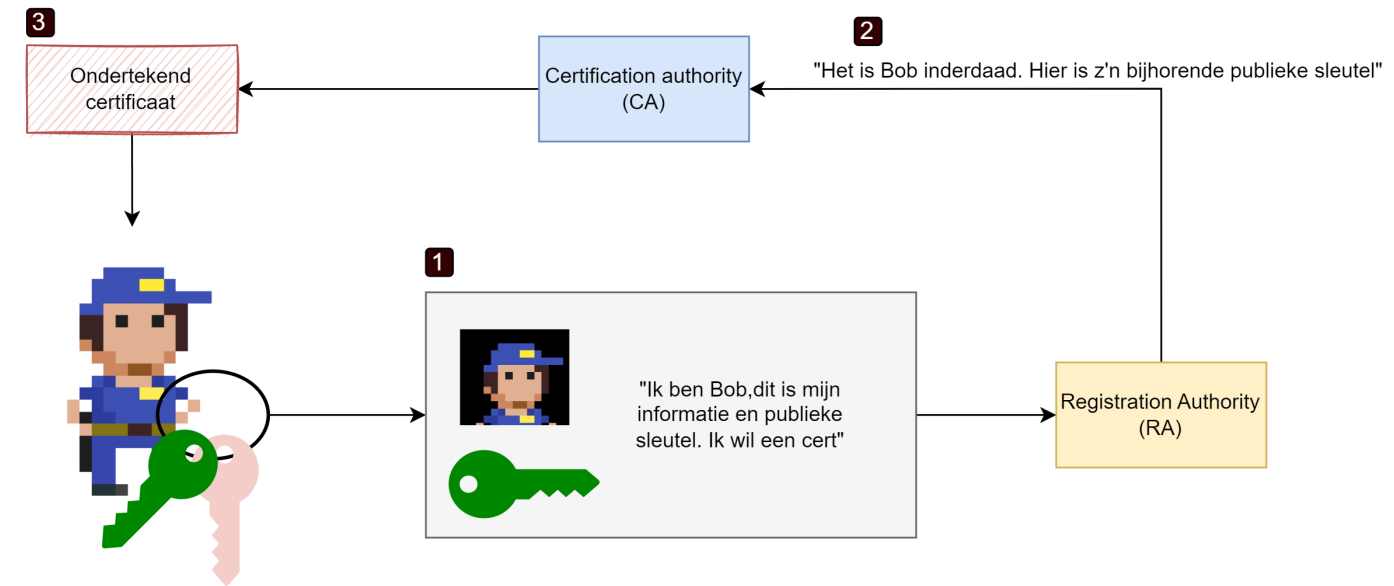 3
Ondertekend
certificaat
Certification authority
(CA)
2
"Het is Bob inderdaad. Hier is z'n bijhorende publieke sleutel"
1
"Ik ben Bob,dit is mijn
informatie en publieke
sleutel. Ik wil een cert"
Registration Authority
(RA)